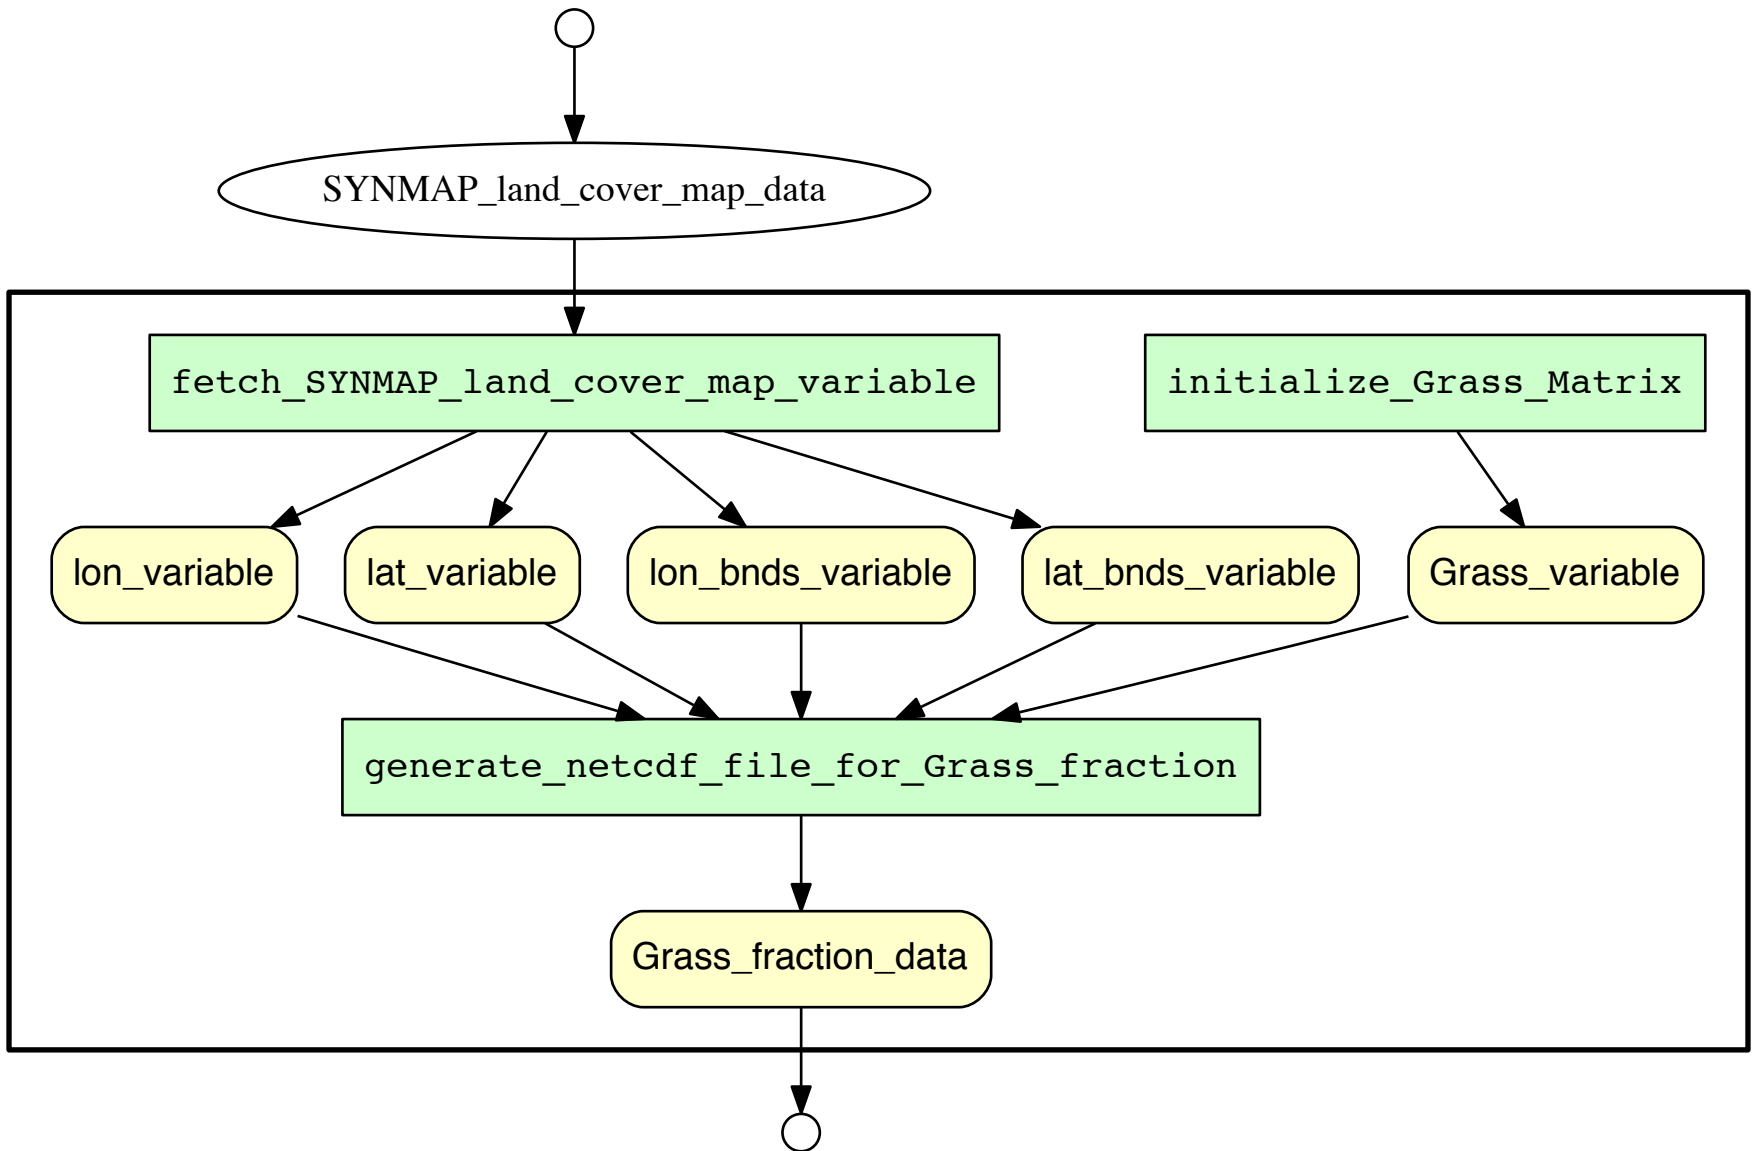 SYNMAP_land_cover_map_data
fetch_SYNMAP_land_cover_map_variable
initialize_Grass_Matrix
lon_variable
lat_variable
lon_bnds_variable
lat_bnds_variable
Grass_variable
generate_netcdf_file_for_Grass_fraction
Grass_fraction_data